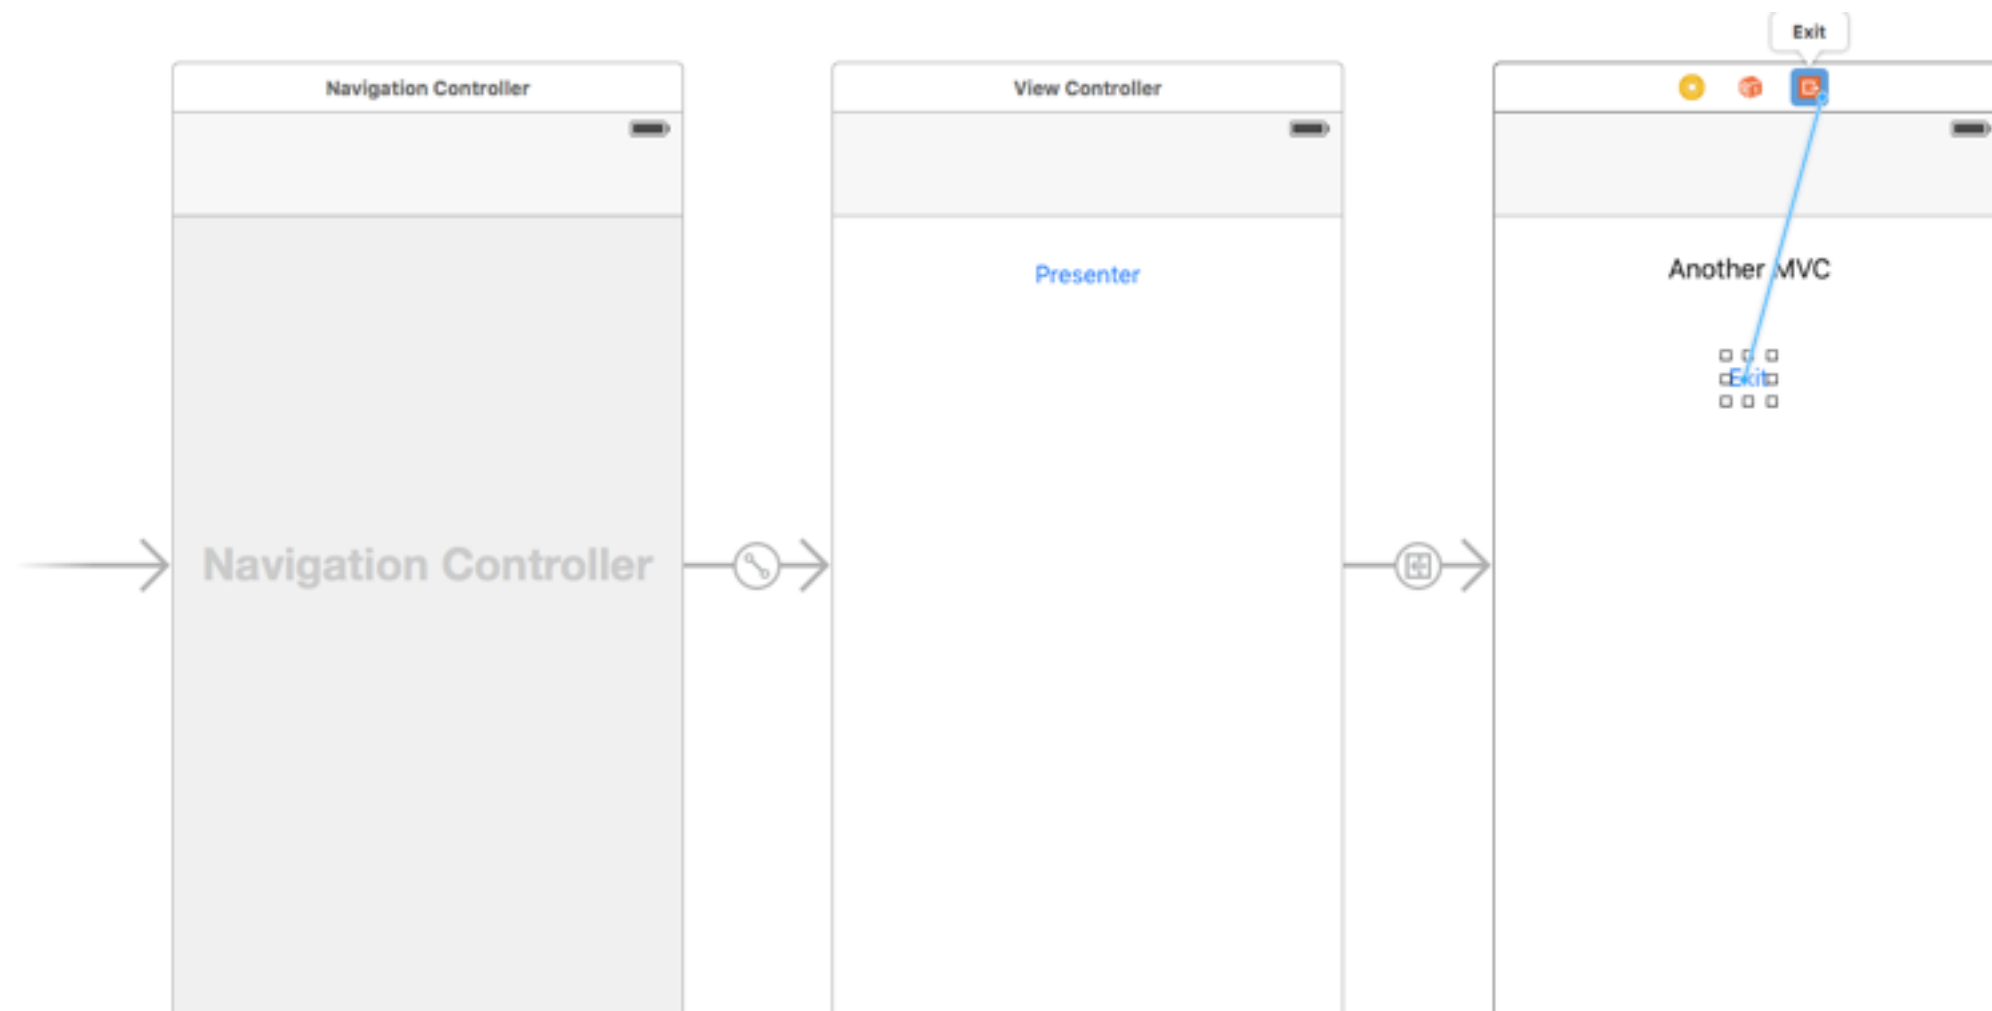 Exit
Navigation Controller
View Controller
Presenter
Another MVC
Exit
Navigation Controller